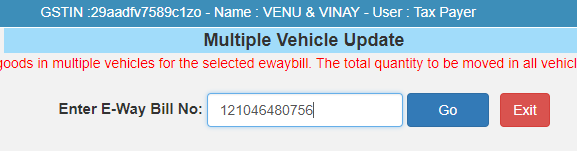 GSTIN :29aadfv7589c1zo - Name : VENU & VINAY - User : Tax Payer
Multiple Vehicle Update
goods in multiple vehicles for the selected ewaybill. The total quantity to be moved in all vehicl
Enter E-Way Bill No: 121046480756 Go Exit